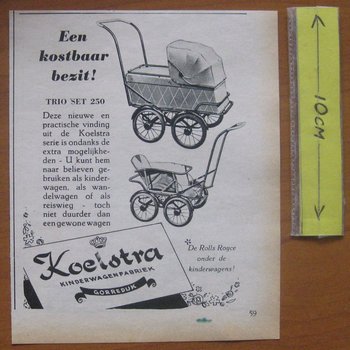 Een
kostbaar
bezit!
TRIO SET 250
Deze nieuwe en
practische vinding
uit de Koelstra
serie is ondanks de
extra mogelijkhe-
den - U kunt hem
naar believen ge-
bruiken als kinder-
wagen, als wan-
delwagen of als
reiswieg - toch
niet duurder dan
een gewone wagen
Koelstra
KINDERWAGENFABRIEK
GORREDIJK
"De Rolls Royce
onder de
kinderwagens!
59
10CM